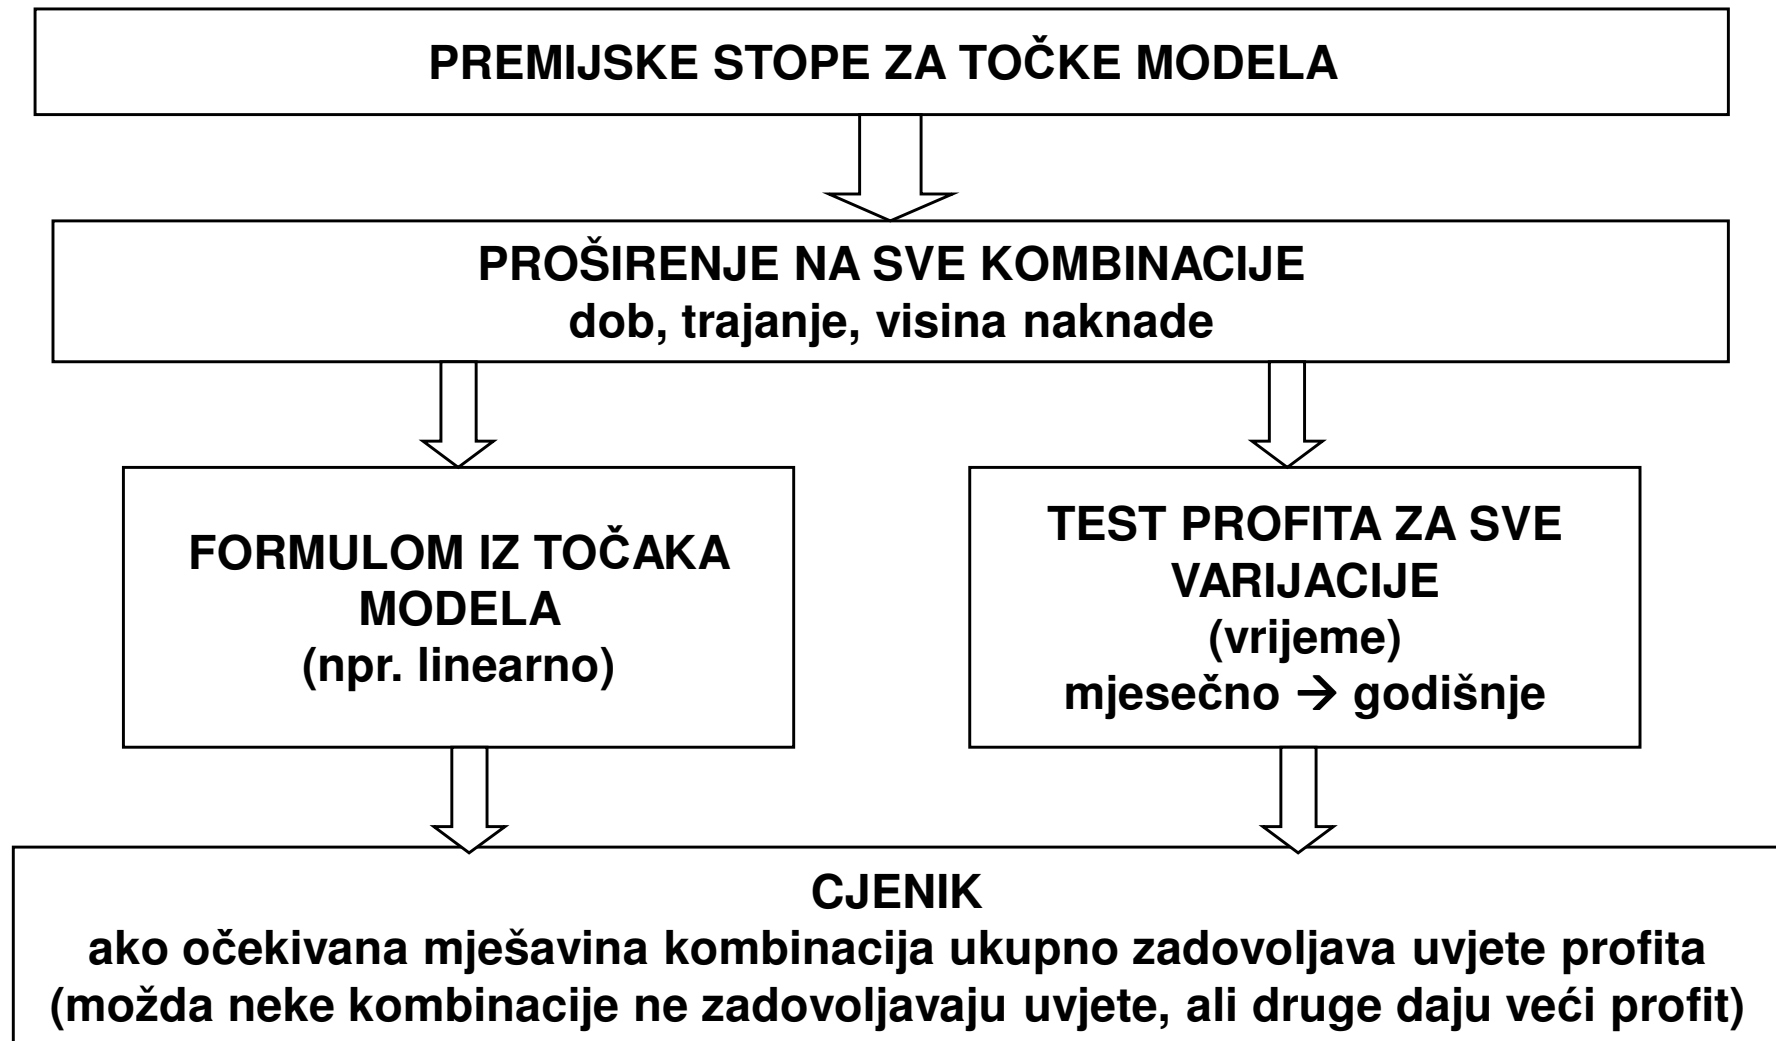 PREMIJSKE STOPE ZA TOČKE MODELA
PROŠIRENJE NA SVE KOMBINACIJE
dob, trajanje, visina naknade
FORMULOM IZ TOČAKA
MODELA
(npr. linearno)
TEST PROFITA ZA SVE
VARIJACIJE
(vrijeme)
mjesečno → godišnje
CJENIK
ako očekivana mješavina kombinacija ukupno zadovoljava uvjete profita
(možda neke kombinacije ne zadovoljavaju uvjete, ali druge daju veći profit)